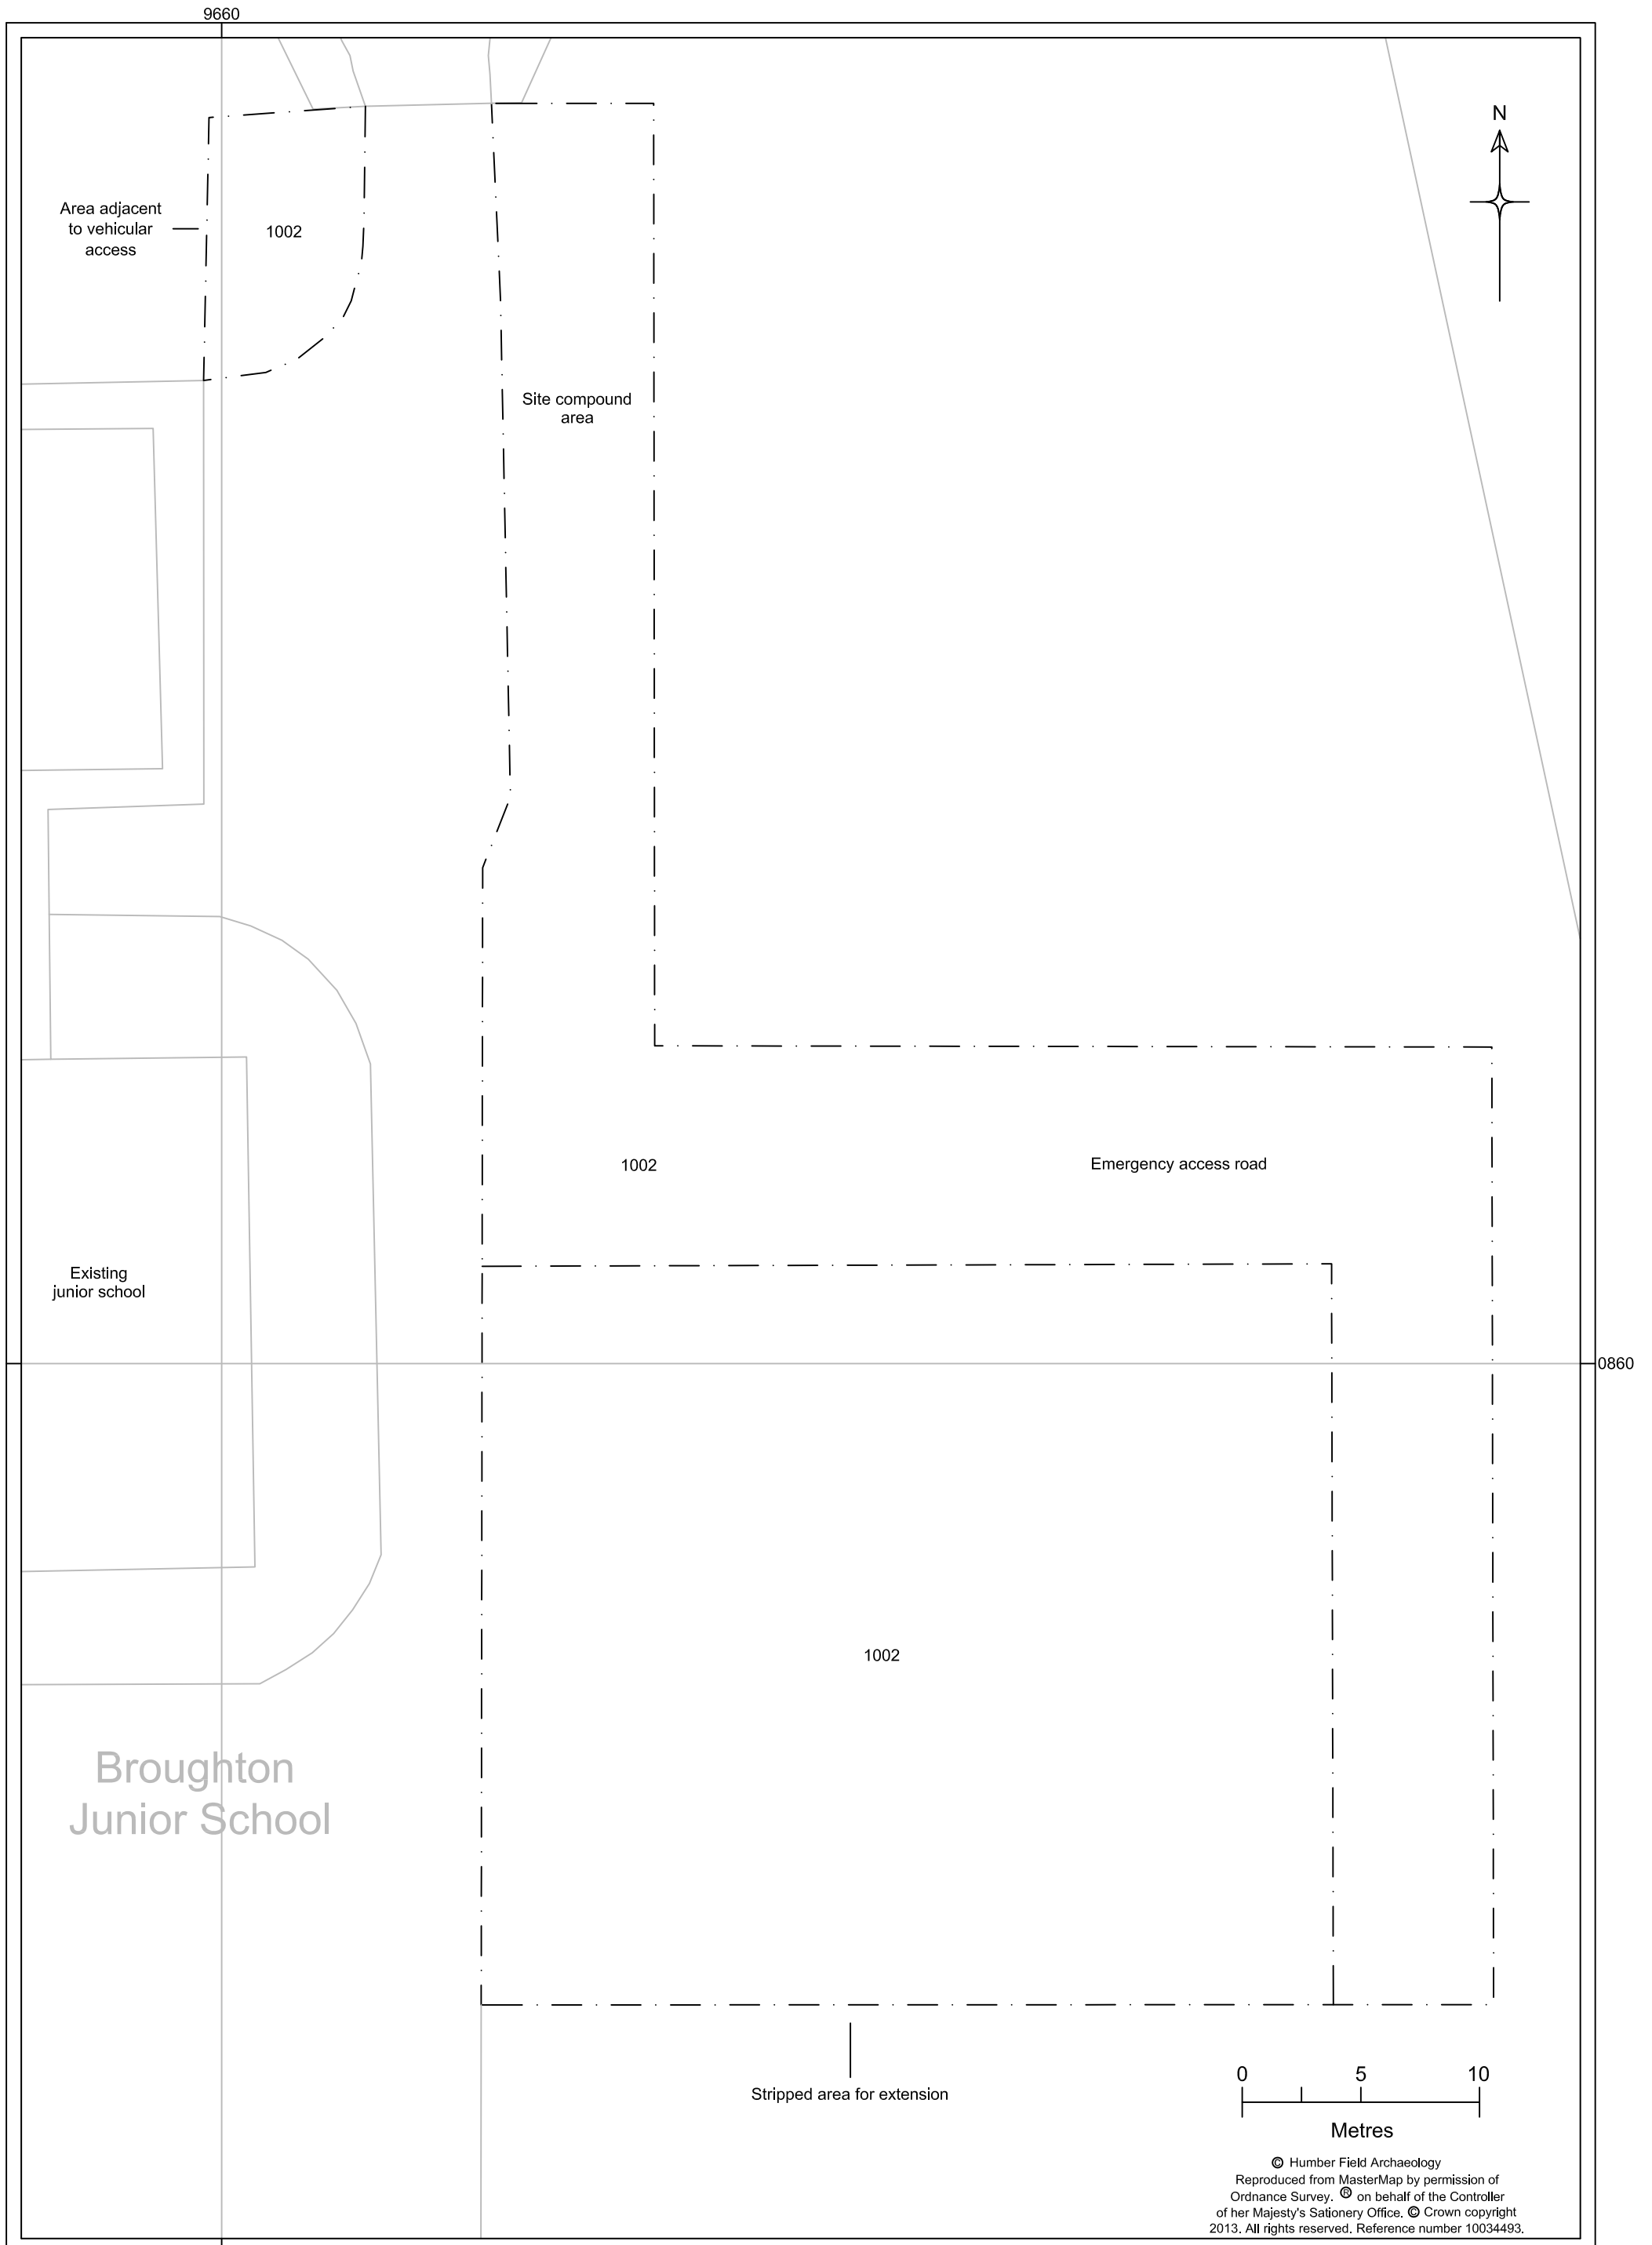 9660
N
Area adjacent
to vehicular
access
1002
Site compound
area
1002
Emergency access road
Existing
junior school
0860
1002
Broughton
Junior School
Stripped area for extension
0 5 10
Metres
© Humber Field Archaeology
Reproduced from MasterMap by permission of
Ordnance Survey. ® on behalf of the Controller
of her Majesty's Sationery Office. © Crown copyright
2013. All rights reserved. Reference number 10034493.